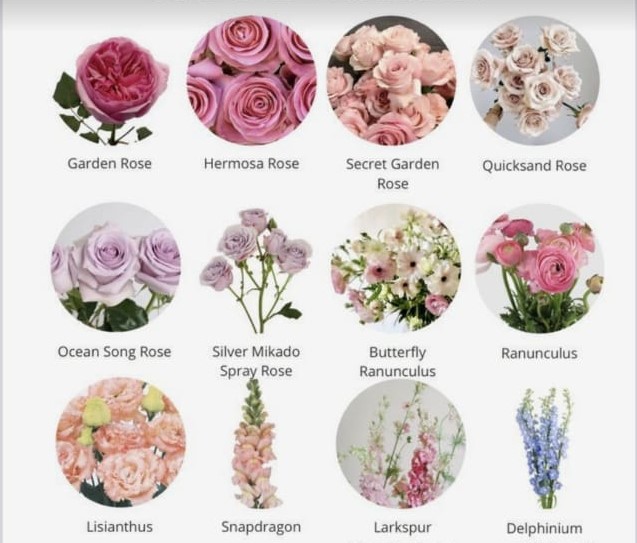 Garden Rose
Hermosa Rose
Secret Garden
Rose
Quicksand Rose
Ocean Song Rose
Silver Mikado
Spray Rose
Butterfly
Ranunculus
Ranunculus
Lisianthus
Snapdragon
Larkspur
Delphinium